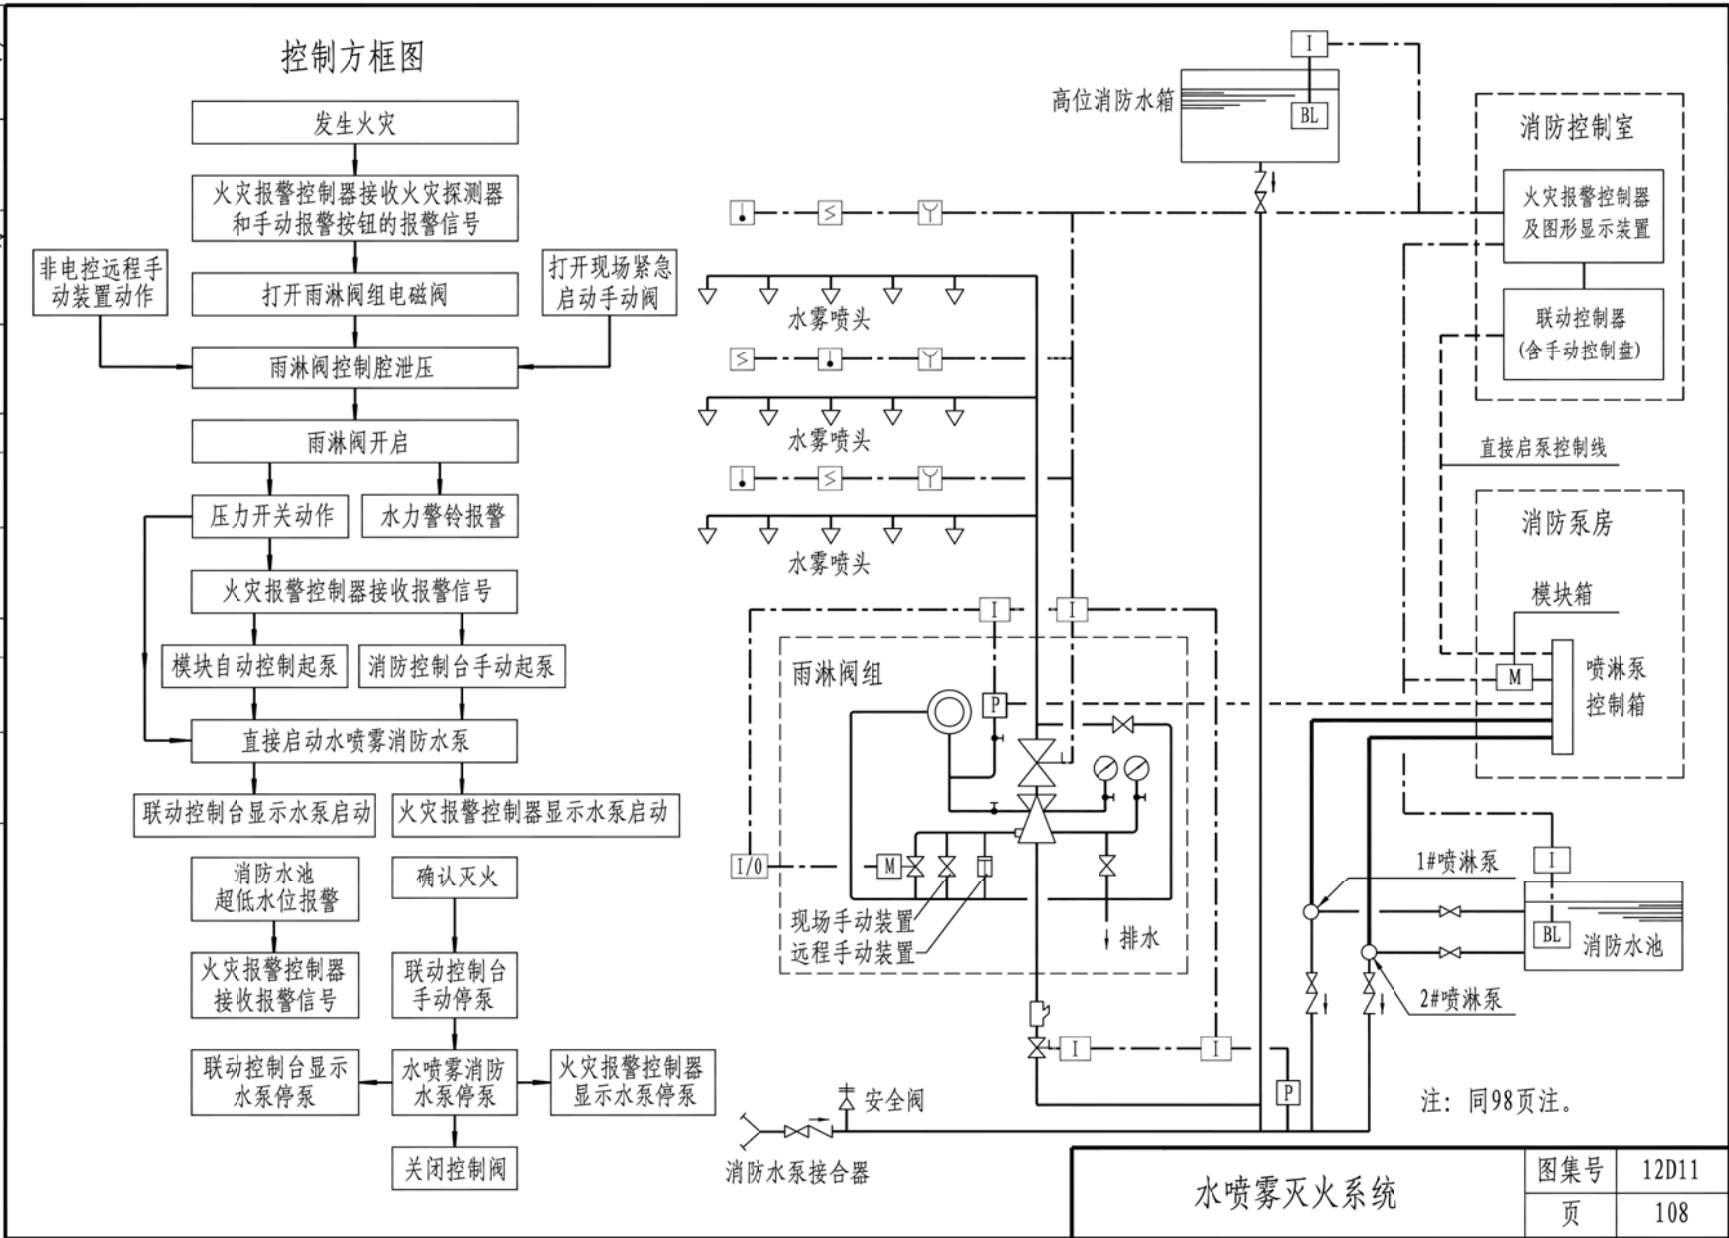 控制方框图
发生火灾
火灾报警控制器接收火灾探测器
和手动报警按钮的报警信号
非电控远程手
动装置动作
打开雨淋阀组电磁阀
打开现场紧急
启动手动阀
雨淋阀控制腔泄压
雨淋阀开启
压力开关动作
水力警铃报警
火灾报警控制器接收报警信号
模块自动控制起泵
消防控制台手动起泵
直接启动水喷雾消防水泵
联动控制台显示水泵启动
火灾报警控制器显示水泵启动
消防水池
超低水位报警
确认灭火
火灾报警控制器
接收报警信号
联动控制台
手动停泵
联动控制台显示
水泵停泵
水喷雾消防
水泵停泵
火灾报警控制器
显示水泵停泵
关闭控制阀
I
高位消防水箱
BL
消防控制室
火灾报警控制器
及图形显示装置
联动控制器
(含手动控制盘)
水雾喷头
水雾喷头
水雾喷头
直接启泵控制线
消防泵房
模块箱
M
喷淋泵
控制箱
I
I
雨淋阀组
P
I/O
M
现场手动装置
远程手动装置
排水
1#喷淋泵
I
BL
消防水池
2#喷淋泵
I
I
P
安全阀
消防水泵接合器
注：同98页注。
水喷雾灭火系统
图集号
12D11
页
108